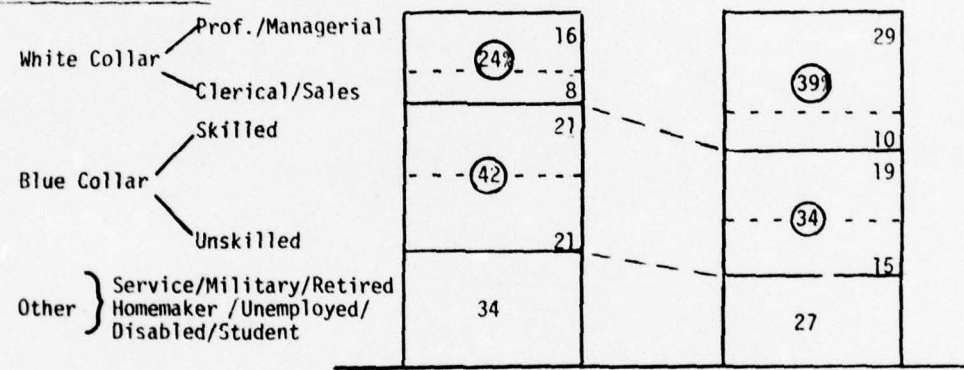 Prof./Managerial
White Collar
Clerical/Sales
Skilled
Blue Collar
Unskilled
Other
Service/Military/Retired
Homemaker /Unemployed/
Disabled/Student
16
24%
8
21
42
21
34
29
39%
10
19
34
15
27